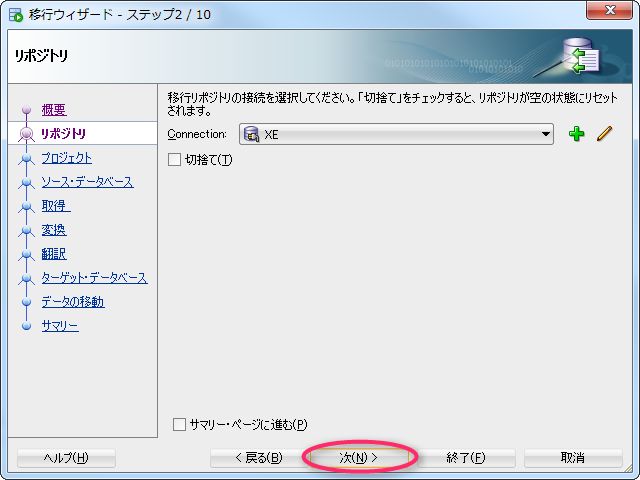 移行ウィザード - ステップ2 / 10
リポジトリ
010101010101010101010101
0101010101010
概要
リポジトリ
プロジェクト
ソース・データベース
取得
変換
翻訳
ターゲット・データベース
データの移動
サマリー
移行リポジトリの接続を選択してください。「切捨て」をチェックすると、リポジトリが空の状態にリセット
されます。
Connection: XE
切捨て(T)
サマリー・ページに進む(P)
ヘルプ(H) < 戻る(B) 次(N) > 終了(F) 取消